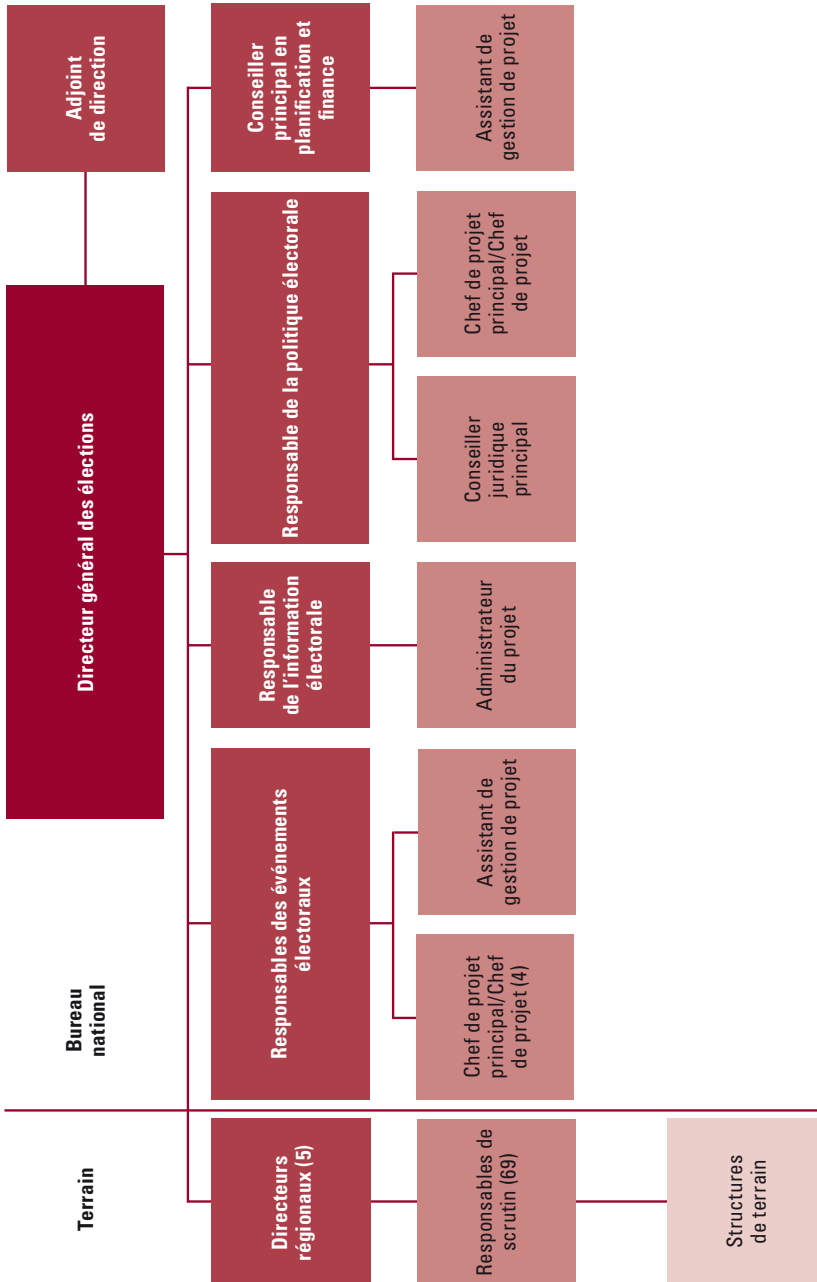 Terrain
Bureau
national
Directeur général des élections
Adjoint
de direction
Directeurs
régionaux (5)
Responsables des événements
électoraux
Responsable
de l'information
électorale
Responsable de la politique électorale
Conseiller
principal en
planification et
finance
Responsables de
scrutin (69)
Chef de projet
principal/Chef
de projet (4)
Assistant de
gestion de projet
Administrateur
du projet
Conseiller
juridique
principal
Chef de projet
principal/Chef
de projet
Assistant de
gestion de projet
Structures
de terrain